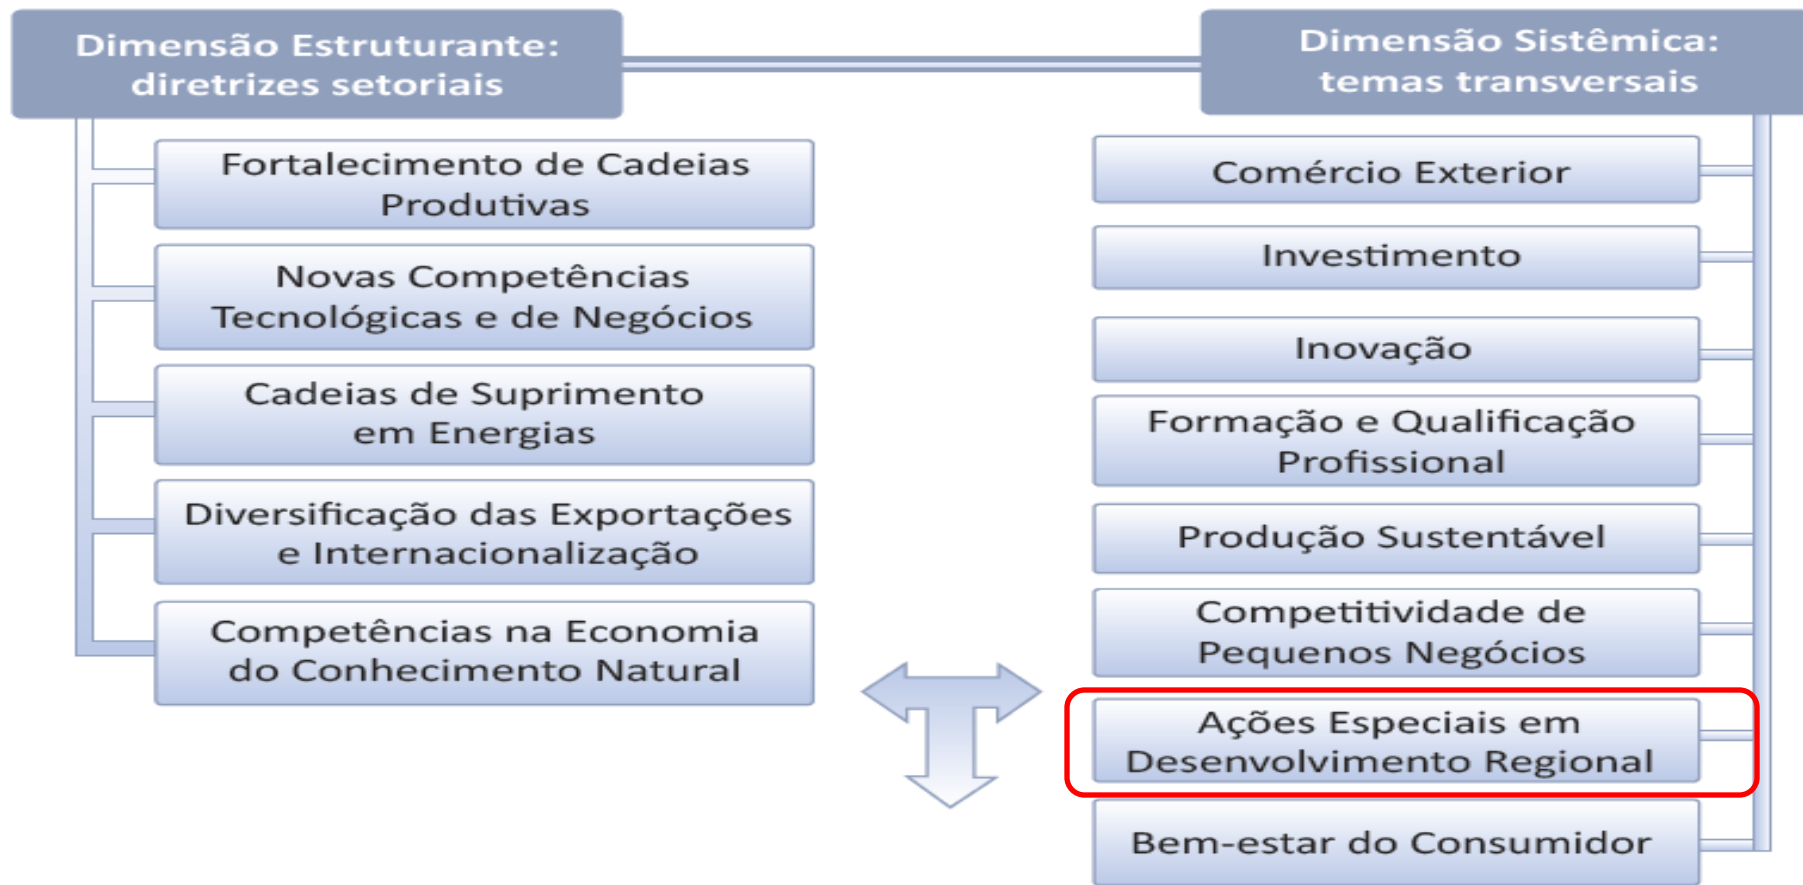 Dimensão Estruturante:
diretrizes setoriais
Fortalecimento de Cadeias
Produtivas
Novas Competências
Tecnológicas e de Negócios
Cadeias de Suprimento
em Energias
Diversificação das Exportações
e Internacionalização
Competências na Economia
do Conhecimento Natural
Dimensão Sistêmica:
temas transversais
Comércio Exterior
Investimento
Inovação
Formação e Qualificação
Profissional
Produção Sustentável
Competitividade de
Pequenos Negócios
Ações Especiais em
Desenvolvimento Regional
Bem-estar do Consumidor